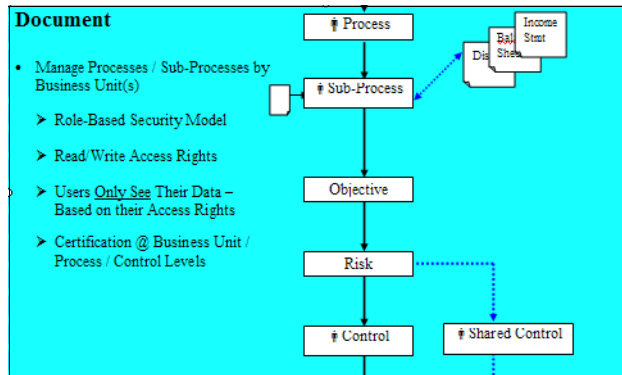 Document
• Manage Processes / Sub-Processes by
Business Unit(s)
➤ Role-Based Security Model
➤ Read/Write Access Rights
➤ Users Only See Their Data –
Based on their Access Rights
➤ Certification @ Business Unit /
Process / Control Levels
Process
Sub-Process
Objective
Risk
Control
Shared Control
Income
Stmt